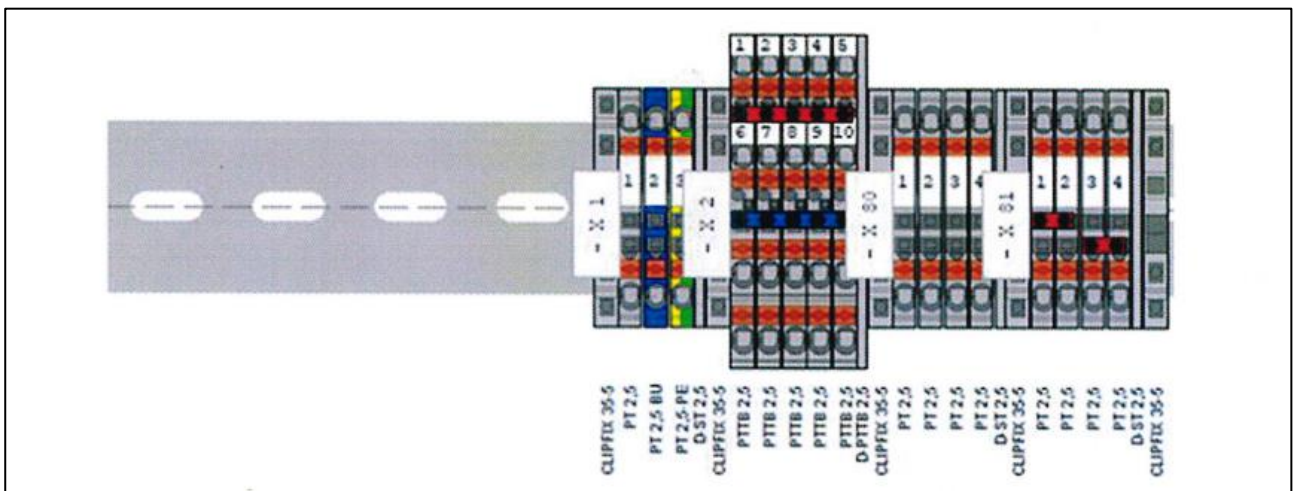 1 2 3 4 5
6 7 8 9 10
- X 1
1
2
- X 2
- X 80
1 2 3 4
- X 81
1 2 3 4
CLIPFIX 35-5
PT 2,5
PT 2,5 BU
PT 2,5-PE
D-ST 2,5
CLIPFIX 35-5
PTTB 2,5
PTTB 2,5
PTTB 2,5
PTTB 2,5
PTTB 2,5
D-PTTB 2,5
CLIPFIX 35-5
PT 2,5
PT 2,5
PT 2,5
PT 2,5
D-ST 2,5
CLIPFIX 35-5
PT 2,5
PT 2,5
PT 2,5
PT 2,5
D-ST 2,5
CLIPFIX 35-5